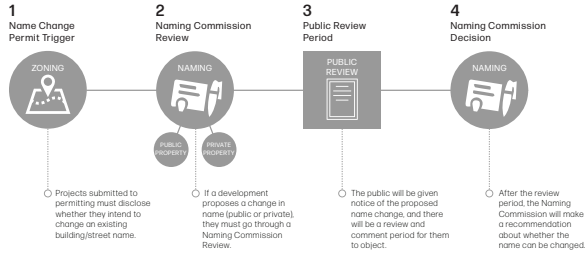 1
Name Change
Permit Trigger
ZONING
Projects submitted to
permitting must disclose
whether they intend to
change an existing
building/street name.
2
Naming Commission
Review
NAMING
PUBLIC
PROPERTY
PRIVATE
PROPERTY
If a development
proposes a change in
name (public or private),
they must go through a
Naming Commission
Review.
3
Public Review
Period
PUBLIC
REVIEW
The public will be given
notice of the proposed
name change, and there
will be a review and
comment period for them
to object.
4
Naming Commission
Decision
NAMING
After the review
period, the Naming
Commission will make
a recommendation
about whether the
name can be changed.